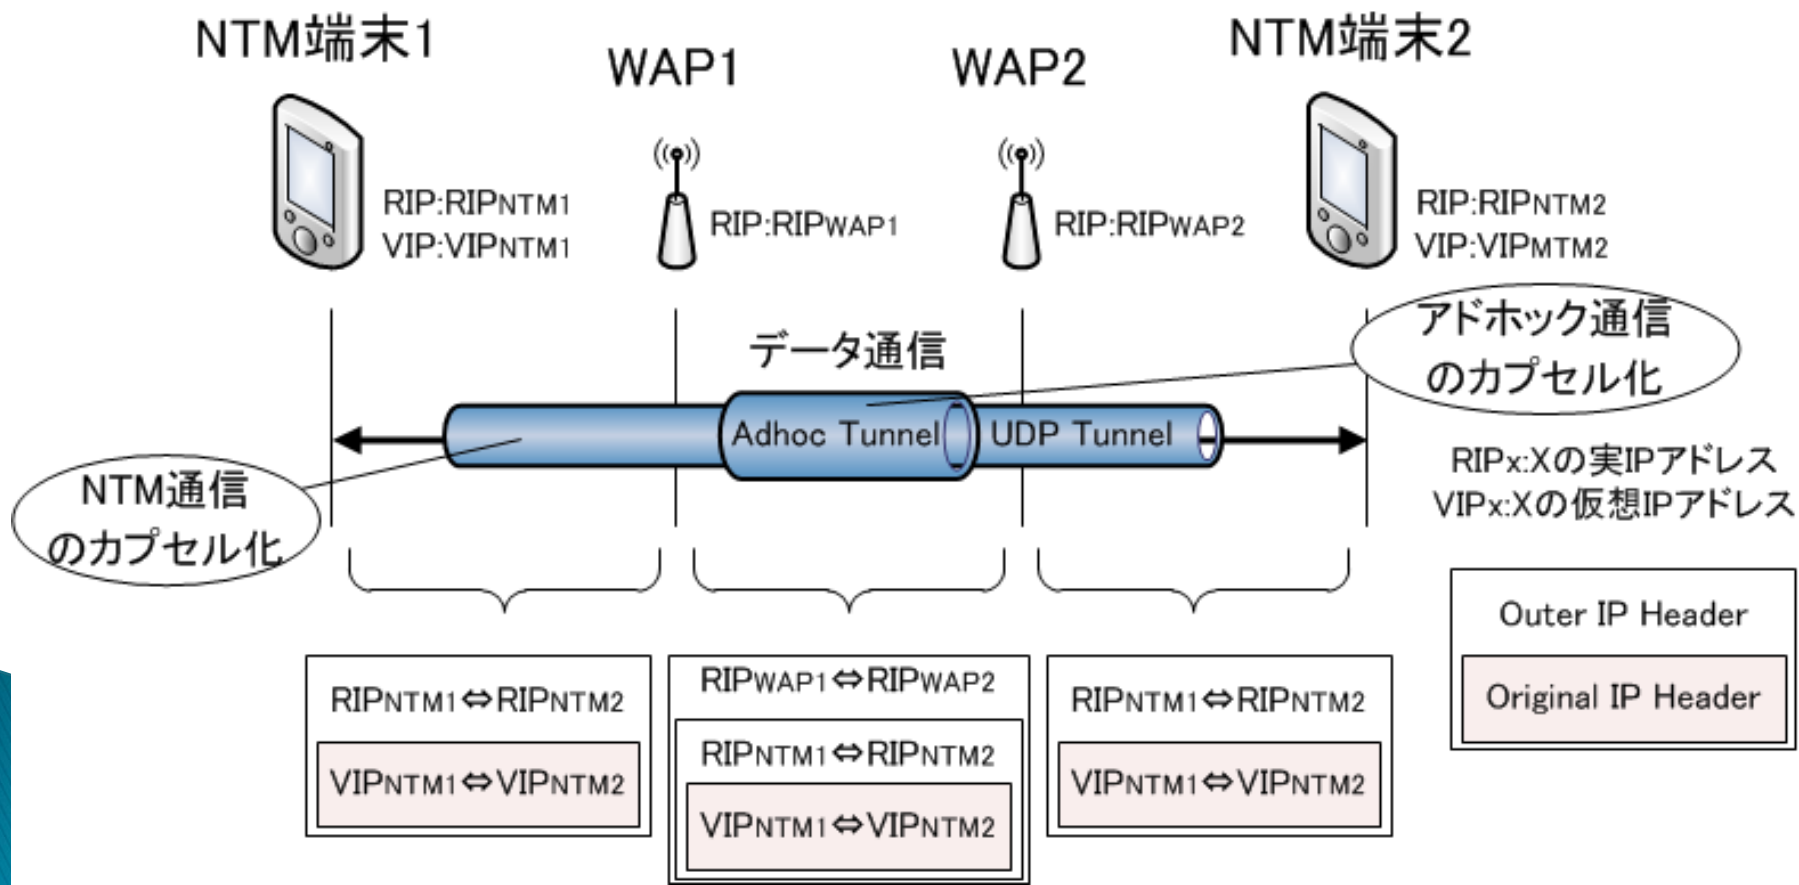 NTM端末1
WAP1
WAP2
NTM端末2
RIP:RIPNTM1
VIP:VIPNTM1
RIP:RIPWAP1
RIP:RIPWAP2
RIP:RIPNTM2
VIP:VIPMTM2
データ通信
アドホック通信
のカプセル化
Adhoc Tunnel
UDP Tunnel
NTM通信
のカプセル化
RIPx:Xの実IPアドレス
VIPx:Xの仮想IPアドレス
RIPNTM1⇔RIPNTM2
VIPNTM1⇔VIPNTM2
RIPWAP1⇔RIPWAP2
RIPNTM1⇔RIPNTM2
VIPNTM1⇔VIPNTM2
RIPNTM1⇔RIPNTM2
VIPNTM1⇔VIPNTM2
Outer IP Header
Original IP Header